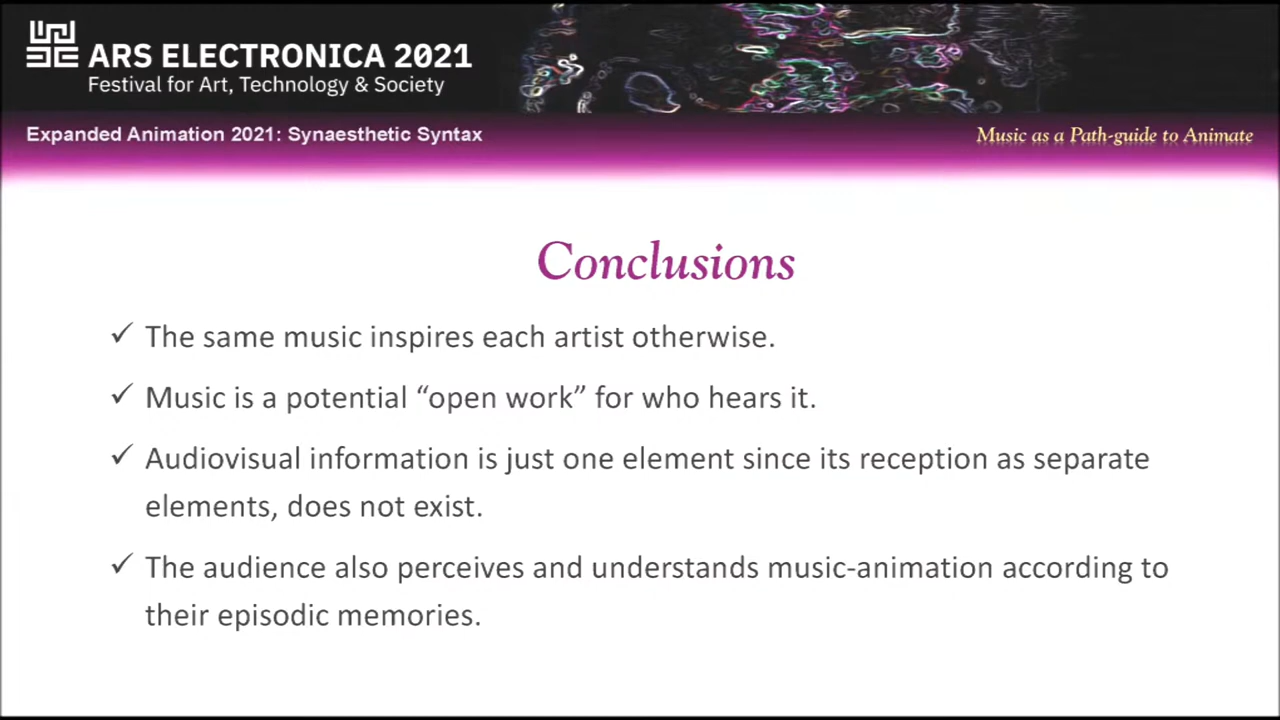 ARS ELECTRONICA 2021
Festival for Art, Technology & Society
Expanded Animation 2021: Synaesthetic Syntax
Music as a Path-guide to Animate
Conclusions
✓ The same music inspires each artist otherwise.
✓ Music is a potential “open work” for who hears it.
✓ Audiovisual information is just one element since its reception as separate
elements, does not exist.
✓ The audience also perceives and understands music-animation according to
their episodic memories.